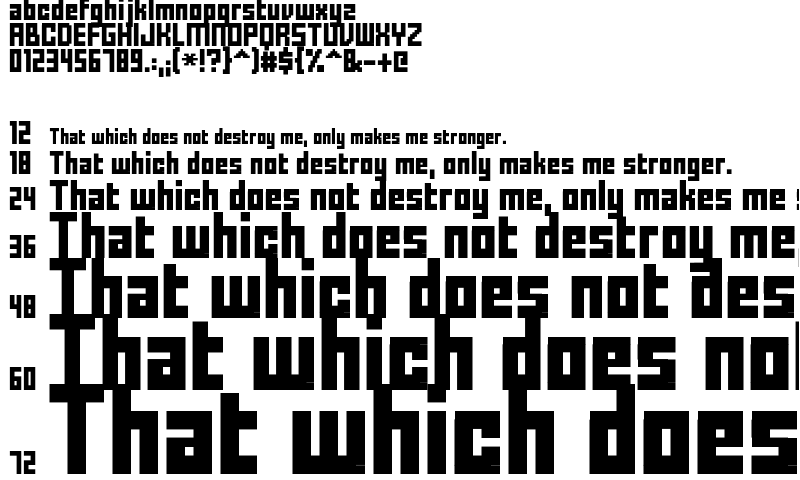 abcdefghijklmnopqrstuvwxyz
ABCDEFGHIJKLMNOPQRSTUVWXYZ
0123456789.:,;(*!?}^)#${%^&-+@
12 That which does not destroy me, only makes me stronger.
18 That which does not destroy me, only makes me stronger.
24 That which does not destroy me, only makes me s
36 That which does not destroy me,
48 That which does not des
60 That which does not
72 That which does